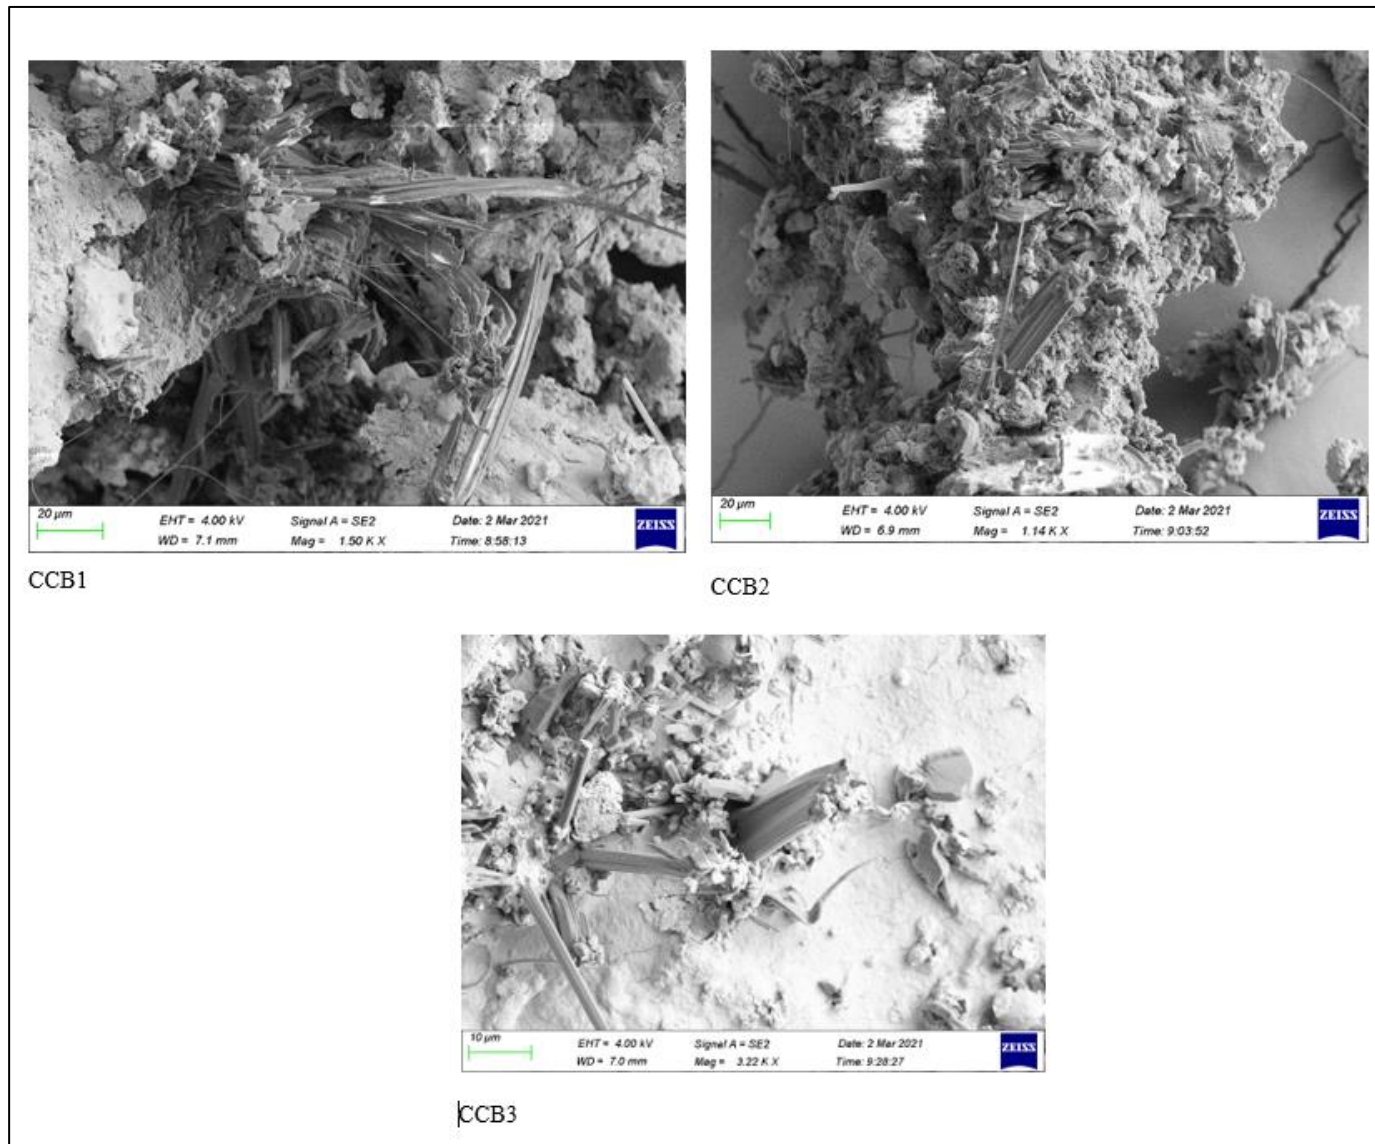 20 µm EHT = 4.00 kV Signal A = SE2 Date: 2 Mar 2021 ZEISS
WD = 7.1 mm Mag = 1.50 K X Time: 8:58:13
CCB1
20 µm EHT = 4.00 kV Signal A = SE2 Date: 2 Mar 2021 ZEISS
WD = 6.9 mm Mag = 1.14 K X Time: 9:03:52
CCB2
10 µm EHT = 4.00 kV Signal A = SE2 Date: 2 Mar 2021 ZEISS
WD = 7.0 mm Mag = 3.22 K X Time: 9:28:27
CCB3